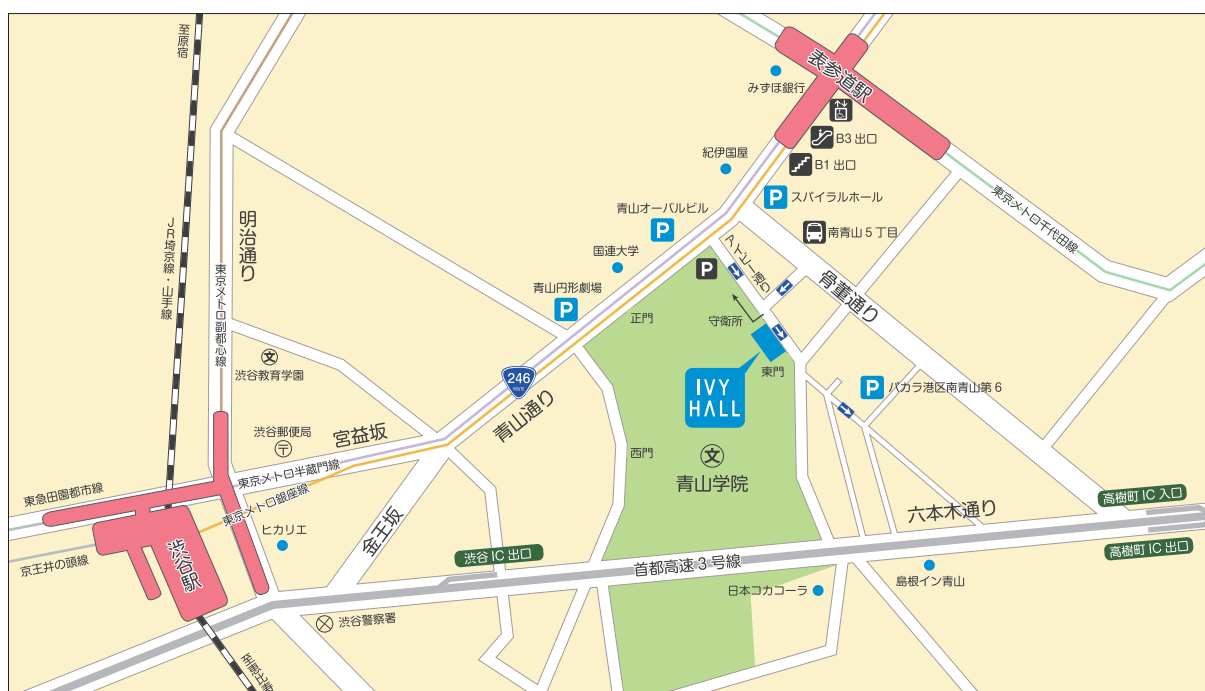 至原宿
表参道駅
みずほ銀行
B3 出口
紀伊国屋
B1 出口
P
スパイラルホール
東京メトロ千代田線
青山オーバルビル
P
南青山５丁目
明治通り
JR埼京線・山手線
アイビー通り
国連大学
P
骨董通り
東京メトロ副都心線
青山円形劇場
P
正門
守衛所
渋谷教育学園
文
246
ROUTE
東門
IVY
HALL
P
バカラ港区南青山第６
青山通り
宮益坂
渋谷郵便局
西門
文
青山学院
東京メトロ半蔵門線
東急田園都市線
東京メトロ銀座線
高樹町 IC 入口
六本木通り
ヒカリエ
金王坂
渋谷 IC 出口
高樹町 IC 出口
京王井の頭線
渋谷駅
首都高速３号線
島根イン青山
日本コカコーラ
渋谷警察署
至恵比寿